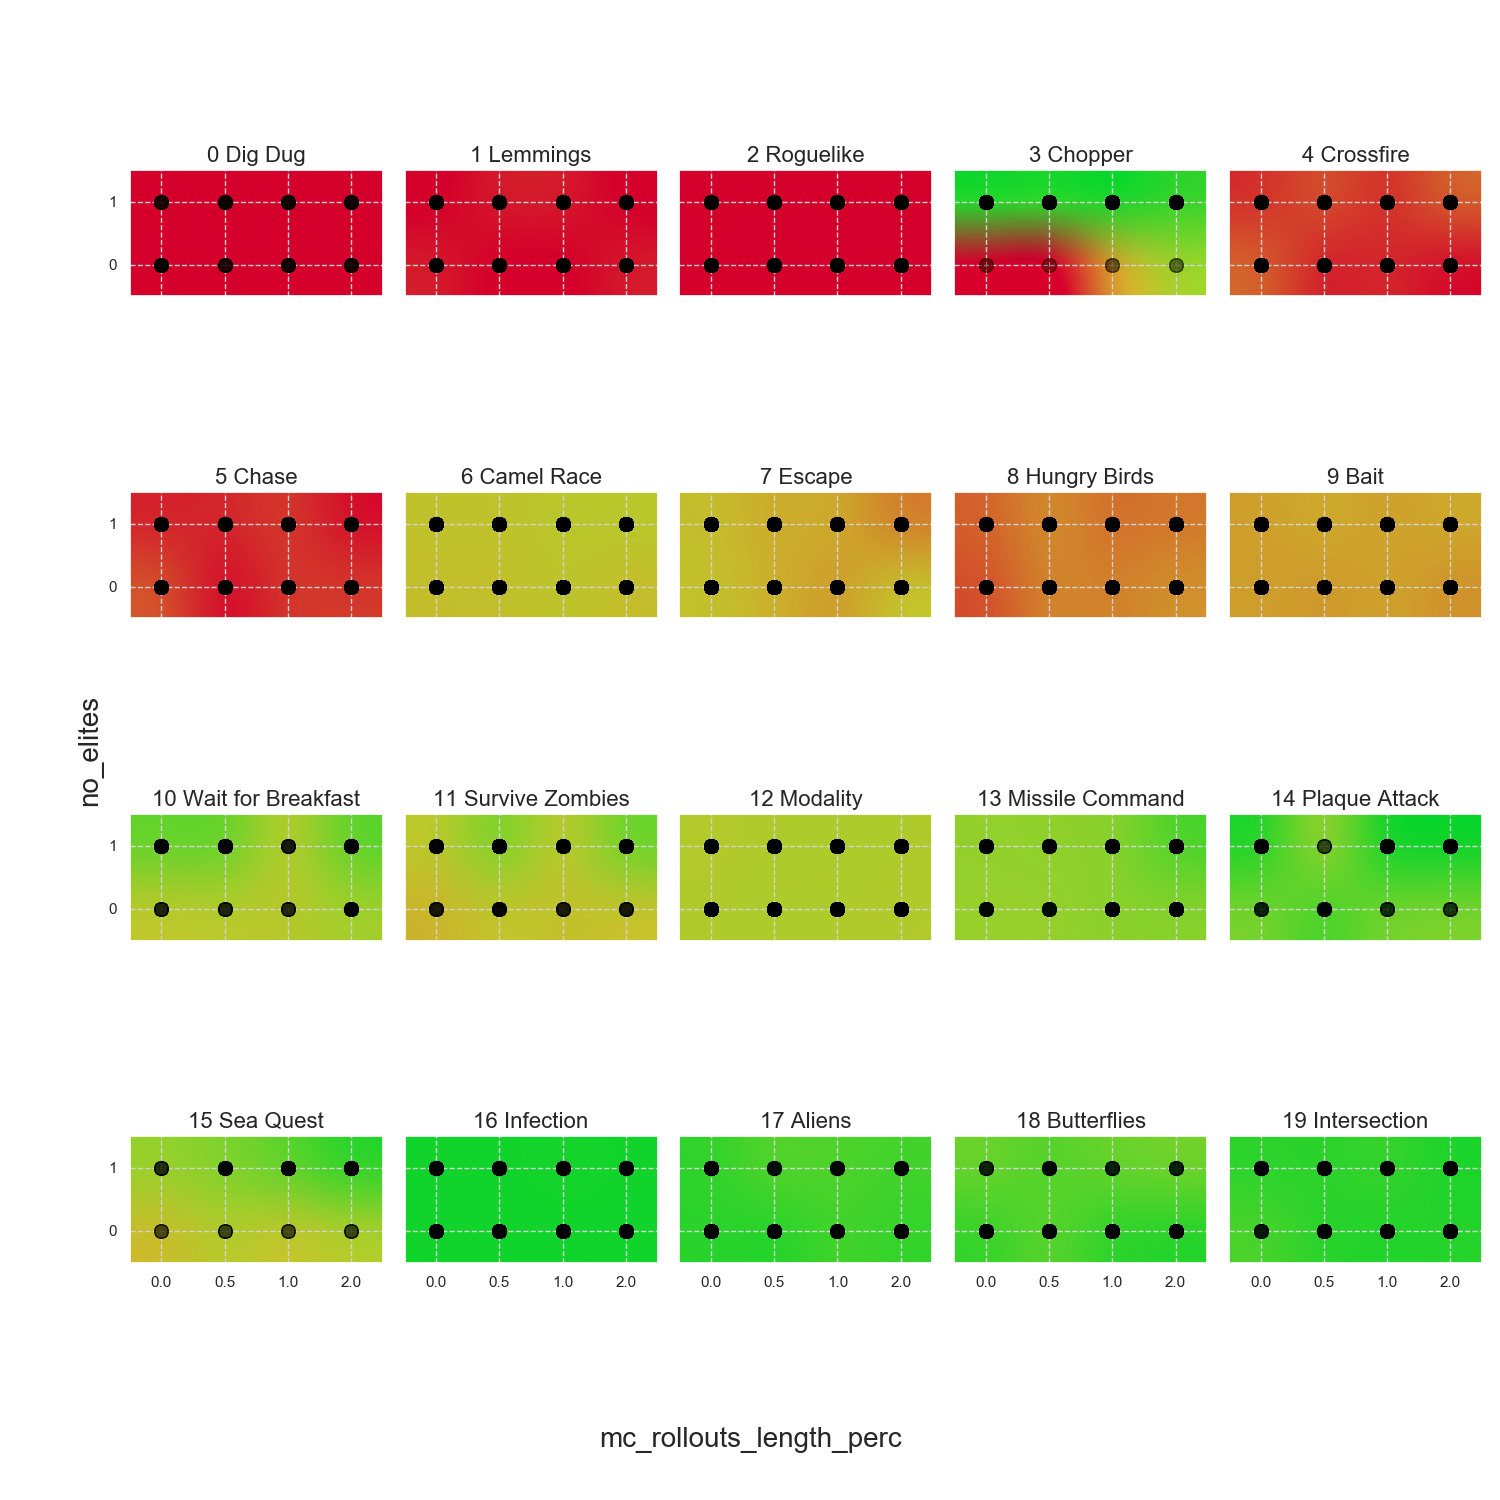 0 Dig Dug
1 Lemmings
2 Roguelike
3 Chopper
4 Crossfire
1
0
5 Chase
6 Camel Race
7 Escape
8 Hungry Birds
9 Bait
1
0
no_elites
10 Wait for Breakfast
11 Survive Zombies
12 Modality
13 Missile Command
14 Plaque Attack
1
0
15 Sea Quest
16 Infection
17 Aliens
18 Butterflies
19 Intersection
1
0
0.0 0.5 1.0 2.0
0.0 0.5 1.0 2.0
0.0 0.5 1.0 2.0
0.0 0.5 1.0 2.0
0.0 0.5 1.0 2.0
mc_rollouts_length_perc